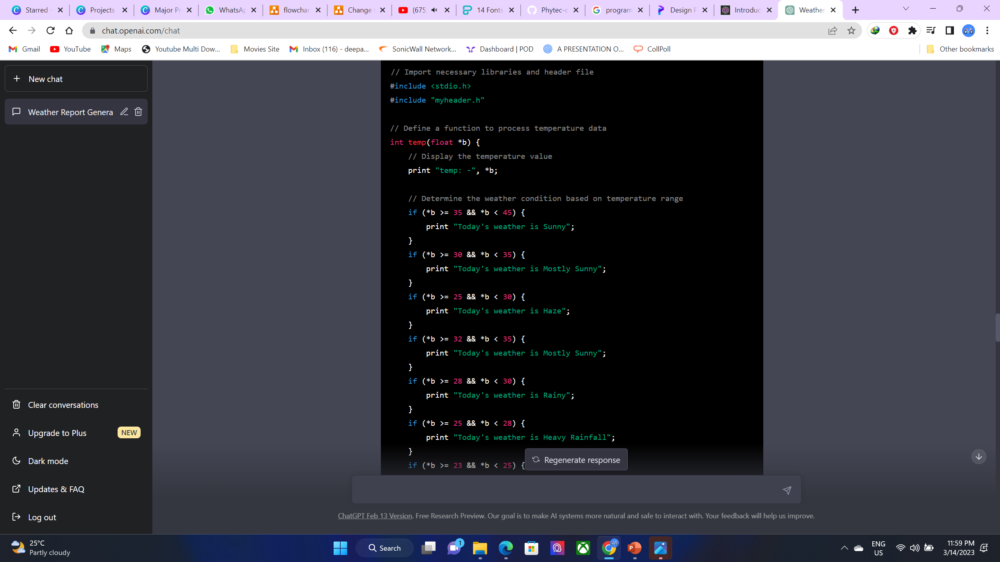 Starred -
Projects
Major Pr
WhatsAp
flowchar
Change
(675)
14 Fonts
Phytec-c
program
Design F
Introduc
Weather
chat.openai.com/chat
Gmail
YouTube
Maps
Youtube Multi Dow...
Movies Site
Inbox (116) - deepa...
SonicWall Network...
Dashboard | POD
A PRESENTATION O...
CollPoll
Other bookmarks
New chat
Weather Report Genera
Clear conversations
Upgrade to Plus
NEW
Dark mode
Updates & FAQ
Log out
// Import necessary libraries and header file
#include <stdio.h>
#include "myheader.h"
// Define a function to process temperature data
int temp(float *b) {
// Display the temperature value
print "temp: -", *b;
// Determine the weather condition based on temperature range
if (*b >= 35 && *b < 45) {
print "Today's weather is Sunny";
}
if (*b >= 30 && *b < 35) {
print "Today's weather is Mostly Sunny";
}
if (*b >= 25 && *b < 30) {
print "Today's weather is Haze";
}
if (*b >= 32 && *b < 35) {
print "Today's weather is Mostly Sunny";
}
if (*b >= 28 && *b < 30) {
print "Today's weather is Rainy";
}
if (*b >= 25 && *b < 28) {
print "Today's weather is Heavy Rainfall";
}
if (*b >= 23 && *b < 25) {
Regenerate response
ChatGPT Feb 13 Version. Free Research Preview. Our goal is to make AI systems more natural and safe to interact with. Your feedback will help us improve.
25°C
Partly cloudy
Search
1
ENG
US
11:59 PM
3/14/2023